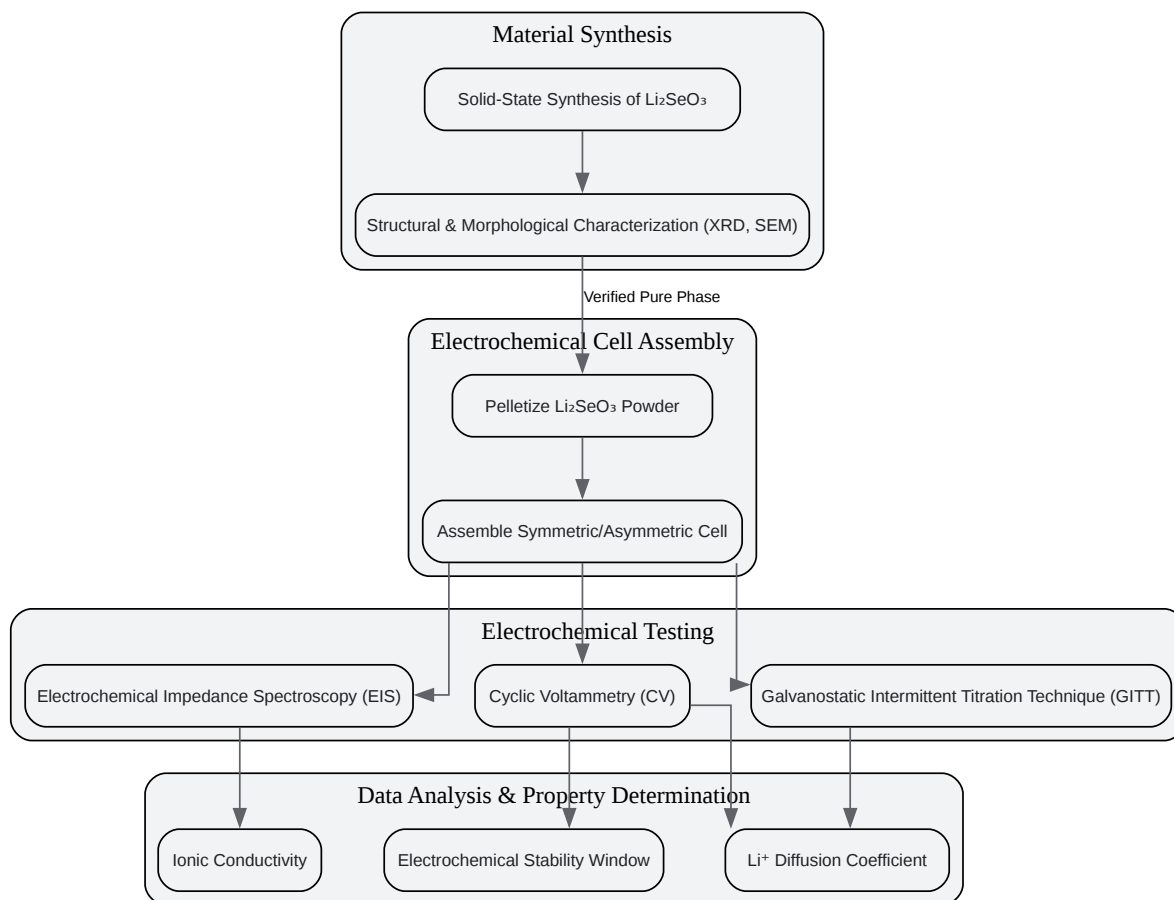 Material Synthesis
Solid-State Synthesis of Li₂SeO₃
Structural & Morphological Characterization (XRD, SEM)
Verified Pure Phase
Electrochemical Cell Assembly
Pelletize Li₂SeO₃ Powder
Assemble Symmetric/Asymmetric Cell
Electrochemical Testing
Electrochemical Impedance Spectroscopy (EIS)
Cyclic Voltammetry (CV)
Galvanostatic Intermittent Titration Technique (GITT)
Data Analysis & Property Determination
Ionic Conductivity
Electrochemical Stability Window
Li⁺ Diffusion Coefficient